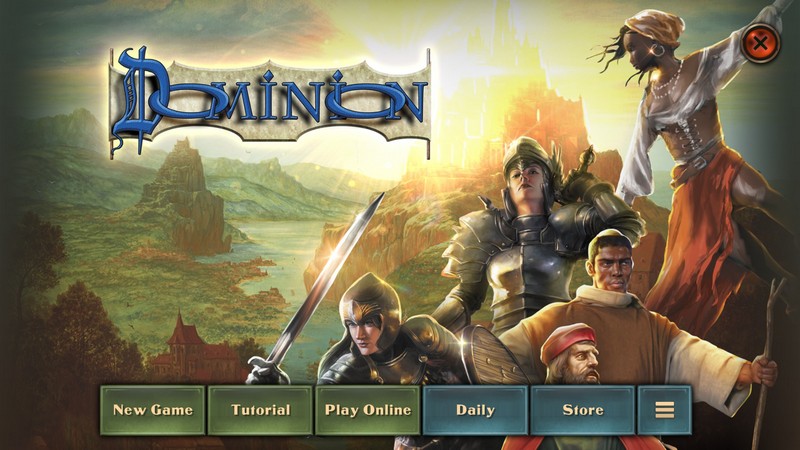 Dominion
New Game
Tutorial
Play Online
Daily
Store